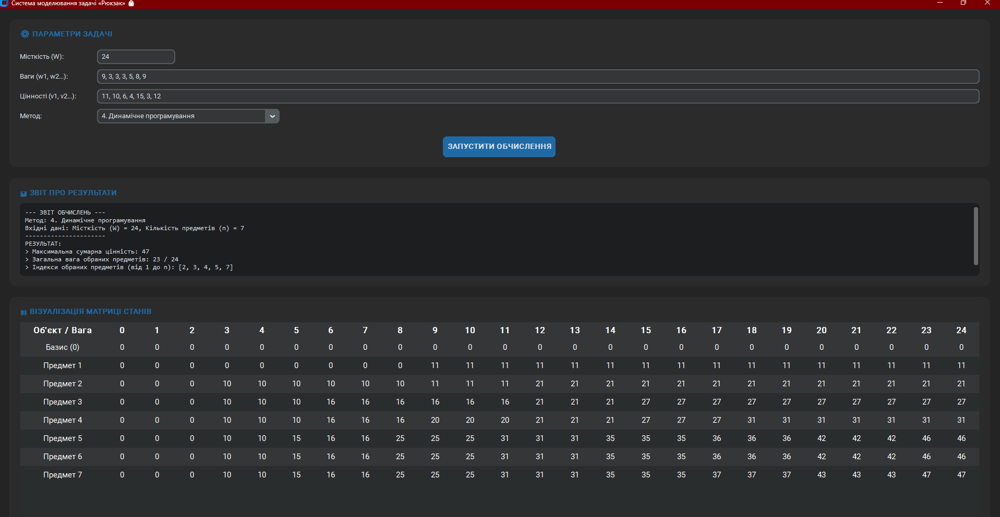 Система моделювання задачі «Рюкзак»
ПАРАМЕТРИ ЗАДАЧІ
Місткість (W): 24
Ваги (w1, w2...): 9, 3, 3, 3, 5, 8, 9
Цінності (v1, v2...): 11, 10, 6, 4, 15, 3, 12
Метод: 4. Динамічне програмування
ЗАПУСТИТИ ОБЧИСЛЕННЯ
ЗВІТ ПРО РЕЗУЛЬТАТИ
--- ЗВІТ ОБЧИСЛЕНЬ ---
Метод: 4. Динамічне програмування
Вхідні дані: Місткість (W) = 24, Кількість предметів (n) = 7
----------------------
РЕЗУЛЬТАТ:
> Максимальна сумарна цінність: 47
> Загальна вага обраних предметів: 23 / 24
> Індекси обраних предметів (від 1 до n): [2, 3, 4, 5, 7]
ВІЗУАЛІЗАЦІЯ МАТРИЦІ СТАНІВ
Об'єкт / Вага 0 1 2 3 4 5 6 7 8 9 10 11 12 13 14 15 16 17 18 19 20 21 22 23 24
Базис (0) 0 0 0 0 0 0 0 0 0 0 0 0 0 0 0 0 0 0 0 0 0 0 0 0 0
Предмет 1 0 0 0 0 0 0 0 0 0 11 11 11 11 11 11 11 11 11 11 11 11 11 11 11 11
Предмет 2 0 0 0 10 10 10 10 10 10 11 11 11 21 21 21 21 21 21 21 21 21 21 21 21 21
Предмет 3 0 0 0 10 10 10 16 16 16 16 16 16 21 21 21 27 27 27 27 27 27 27 27 27 27
Предмет 4 0 0 0 10 10 10 16 16 16 20 20 20 21 21 21 27 27 27 31 31 31 31 31 31 31
Предмет 5 0 0 0 10 10 15 16 16 25 25 25 31 31 31 35 35 35 36 36 36 42 42 42 46 46
Предмет 6 0 0 0 10 10 15 16 16 25 25 25 31 31 31 35 35 35 36 36 36 42 42 42 46 46
Предмет 7 0 0 0 10 10 15 16 16 25 25 25 31 31 31 35 35 35 37 37 37 43 43 43 47 47